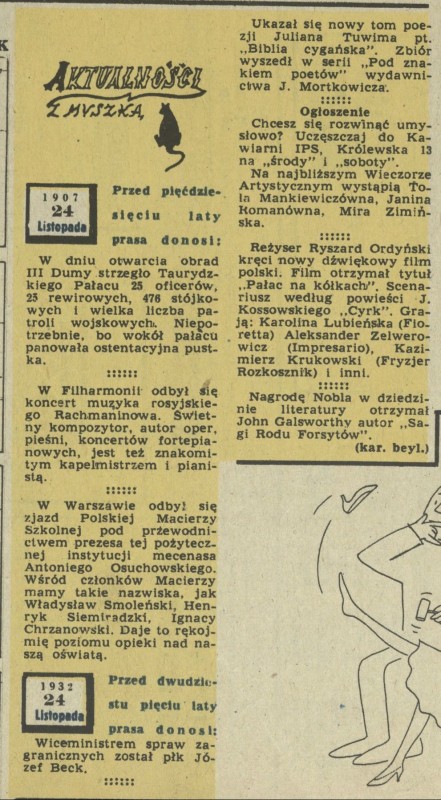 AKTUALNOŚCI
Z MYSZKĄ
1907
24
Listopada
Przed pięćdzie-
sięciu laty
prasa donosi:
W dniu otwarcia obrad
III Dumy strzegło Taurydz-
kiego Pałacu 25 oficerów,
25 rewirowych, 476 stójko-
wych i wielka liczba pa-
troli wojskowych. Niepo-
trzebnie, bo wokół pałacu
panowała ostentacyjna pust-
ka.
::::::
W Filharmonii odbył się
koncert muzyka rosyjskie-
go Rachmaninowa. Świet-
ny kompozytor, autor oper,
pieśni, koncertów fortepia-
nowych, jest też znakomi-
tym kapelmistrzem i piani-
stą.
::::::
W Warszawie odbył się
zjazd Polskiej Macierzy
Szkolnej pod przewodni-
ctwem prezesa tej pożytecz-
nej instytucji mecenasa
Antoniego Osuchowskiego.
Wśród członków Macierzy
mamy takie nazwiska, jak
Władysław Smoleński, Hen-
ryk Siemiradzki, Ignacy
Chrzanowski. Daje to rękoj-
mię poziomu opieki nad na-
szą oświatą.
1932
24
Listopada
Przed dwudzie-
stu pięciu laty
prasa donosi:
Wiceministrem spraw za-
granicznych został płk Jó-
zef Beck.
::::::
Ukazał się nowy tom poe-
zji Juliana Tuwima pt.
„Biblia cygańska". Zbiór
wyszedł w serii „Pod zna-
kiem poetów" wydawni-
ctwa J. Mortkowicza.
::::::
Ogłoszenie
Chcesz się rozwinąć umy-
słowo? Uczęszczaj do Ka-
wiarni IPS, Królewska 13
na „środy" i „soboty".
Na najbliższym Wieczorze
Artystycznym wystąpią To-
la Mankiewiczówna, Janina
Romanówna, Mira Zimiń-
ska.
::::::
Reżyser Ryszard Ordyński
kręci nowy dźwiękowy film
polski. Film otrzymał tytuł
„Pałac na kółkach". Scena-
riusz według powieści J.
Kossowskiego „Cyrk". Gra-
ją: Karolina Lubieńska (Fio-
retta) Aleksander Zelwero-
wicz (Impresario), Kazi-
mierz Krukowski (Fryzjer
Rozkosznik) i inni.
::::::
Nagrodę Nobla w dziedzi-
nie literatury otrzymał
John Galsworthy autor „Sa-
gi Rodu Forsytów".
(kar. beyl.)